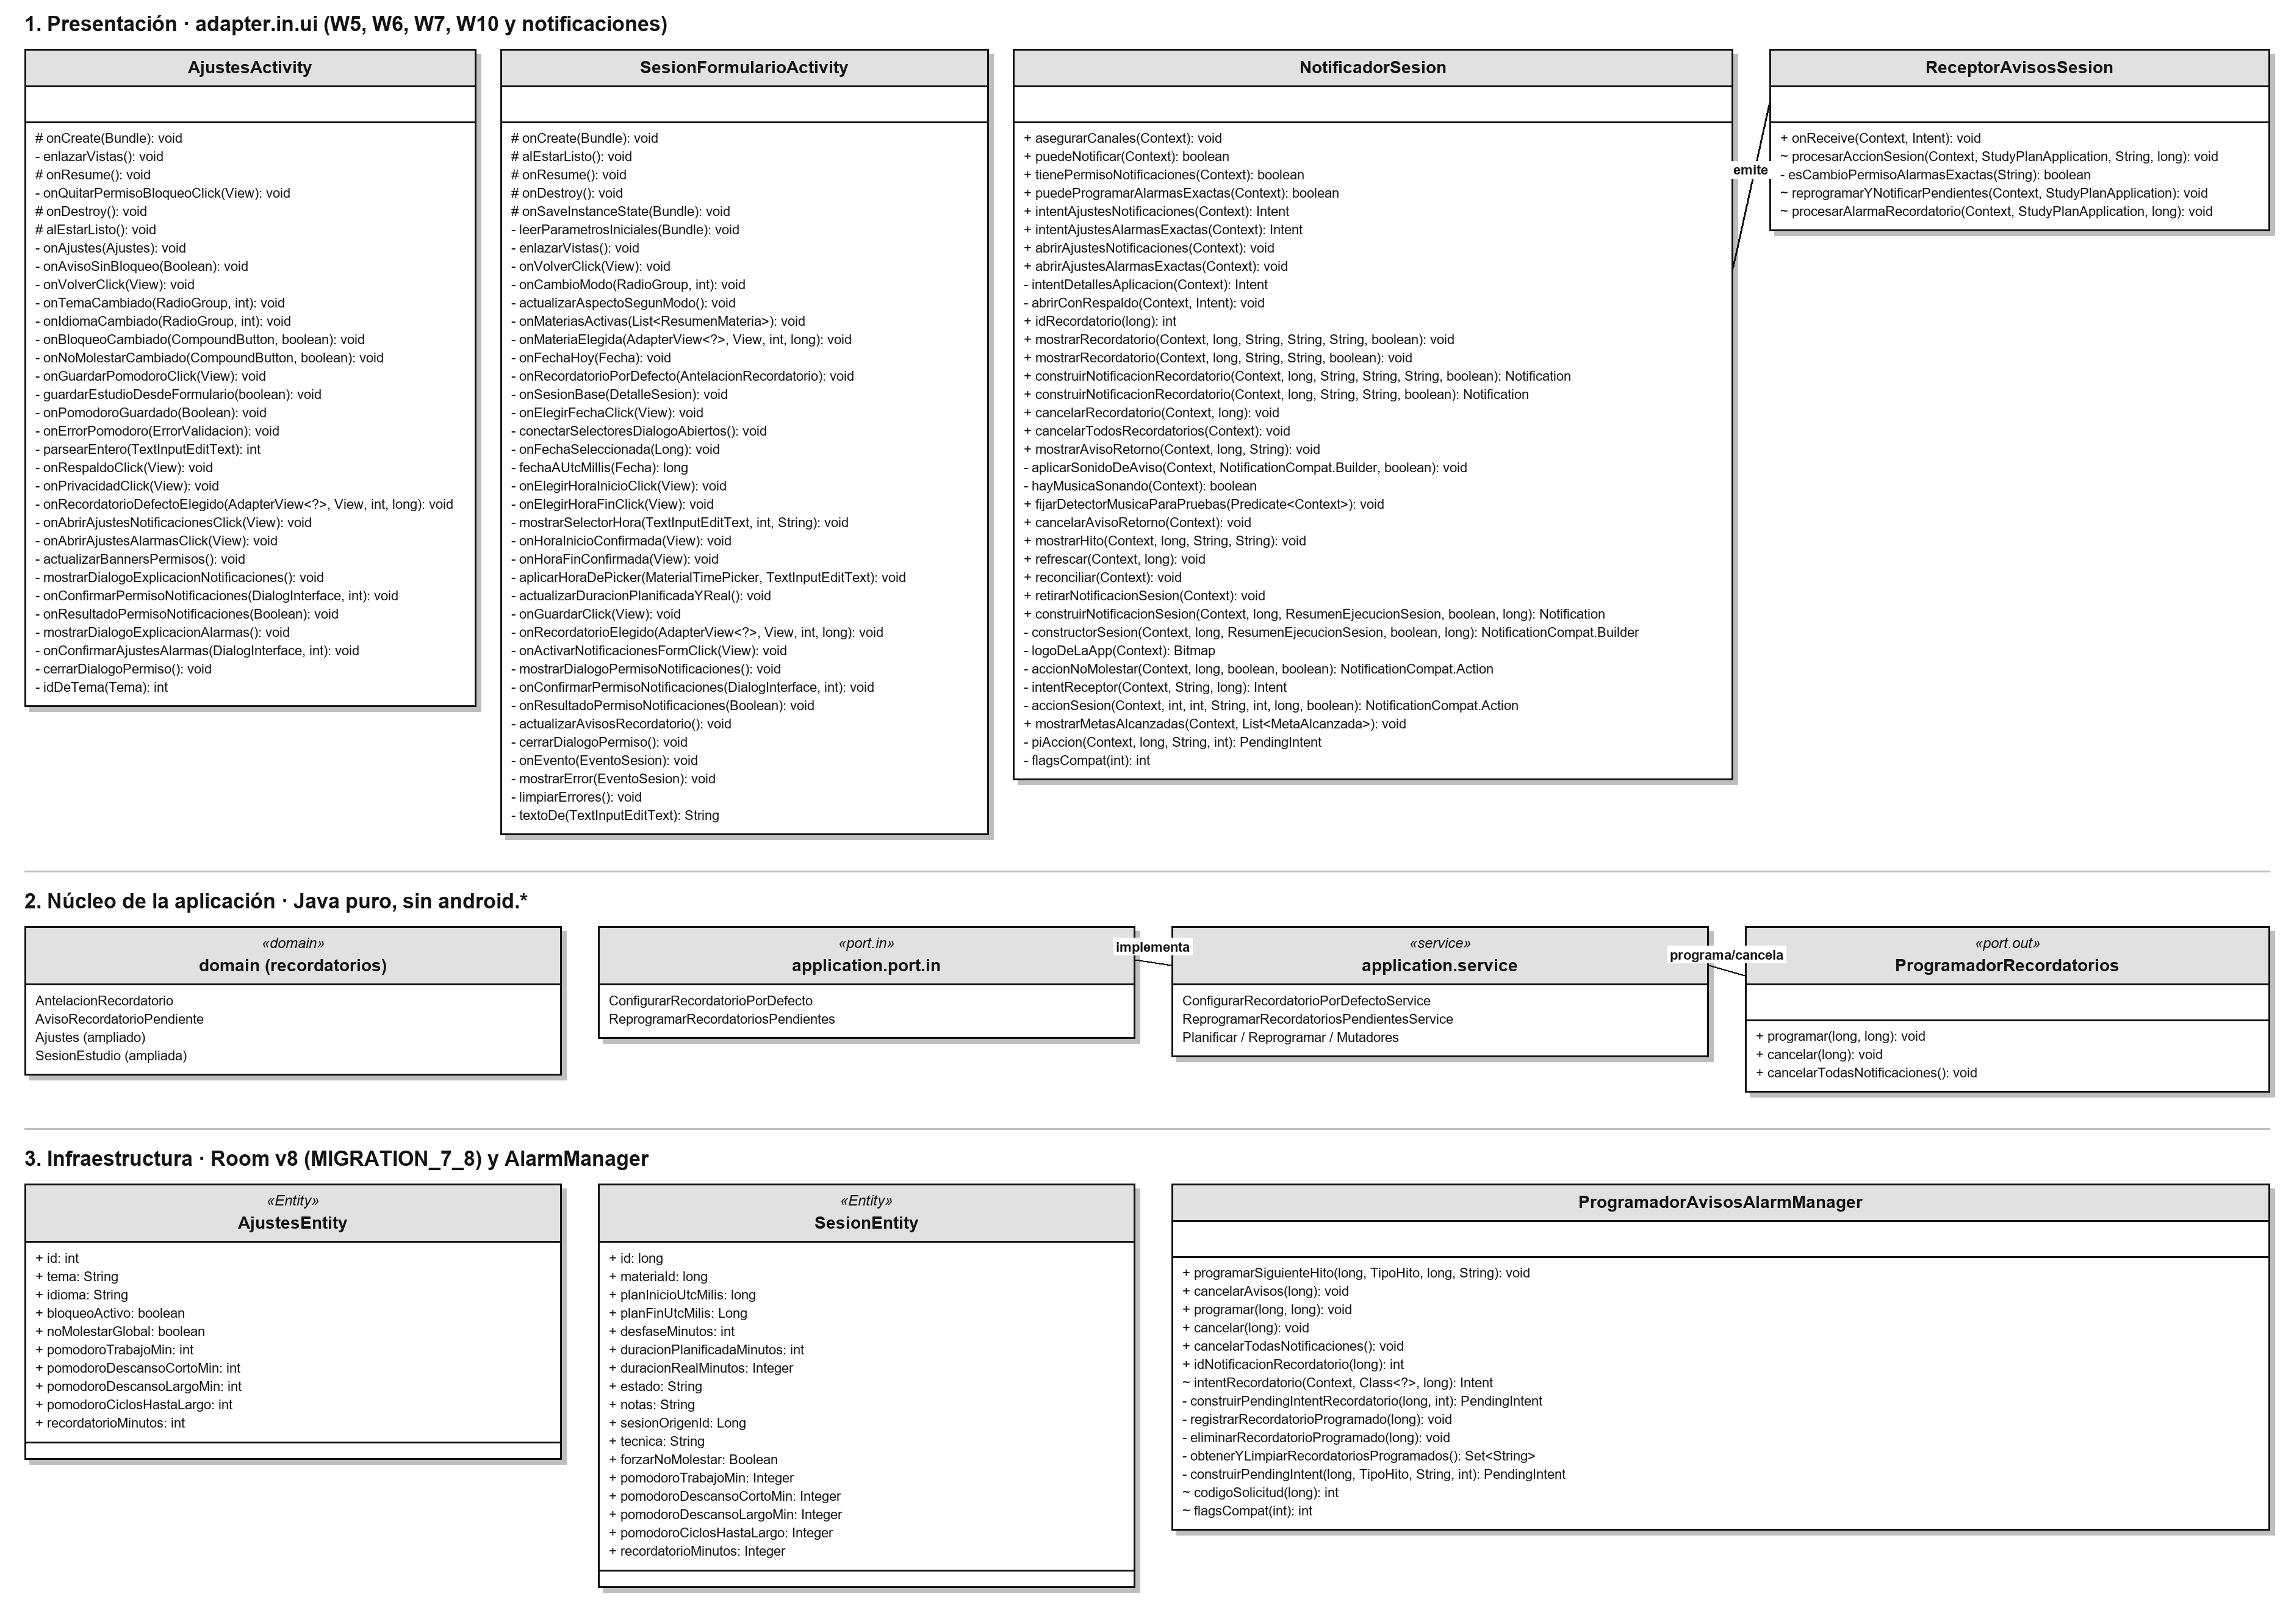 1. Presentación · adapter.in.ui (W5, W6, W7, W10 y notificaciones)
AjustesActivity
# onCreate(Bundle): void
- enlazarVistas(): void
# onResume(): void
- onQuitarPermisoBloqueoClick(View): void
# onDestroy(): void
# alEstarListo(): void
- onAjustes(Ajustes): void
- onAvisoSinBloqueo(Boolean): void
- onVolverClick(View): void
- onTemaCambiado(RadioGroup, int): void
- onIdiomaCambiado(RadioGroup, int): void
- onBloqueoCambiado(CompoundButton, boolean): void
- onNoMolestarCambiado(CompoundButton, boolean): void
- onGuardarPomodoroClick(View): void
- guardarEstudioDesdeFormulario(boolean): void
- onPomodoroGuardado(Boolean): void
- onErrorPomodoro(ErrorValidacion): void
- parsearEntero(TextInputEditText): int
- onRespaldoClick(View): void
- onPrivacidadClick(View): void
- onRecordatorioDefectoElegido(AdapterView<?>, View, int, long): void
- onAbrirAjustesNotificacionesClick(View): void
- onAbrirAjustesAlarmasClick(View): void
- actualizarBannersPermisos(): void
- mostrarDialogoExplicacionNotificaciones(): void
- onConfirmarPermisoNotificaciones(DialogInterface, int): void
- onResultadoPermisoNotificaciones(Boolean): void
- mostrarDialogoExplicacionAlarmas(): void
- onConfirmarAjustesAlarmas(DialogInterface, int): void
- cerrarDialogoPermiso(): void
- idDeTema(Tema): int
SesionFormularioActivity
# onCreate(Bundle): void
# alEstarListo(): void
# onResume(): void
# onDestroy(): void
# onSaveInstanceState(Bundle): void
- leerParametrosIniciales(Bundle): void
- enlazarVistas(): void
- onVolverClick(View): void
- onCambioModo(RadioGroup, int): void
- actualizarAspectoSegunModo(): void
- onMateriasActivas(List<ResumenMateria>): void
- onMateriaElegida(AdapterView<?>, View, int, long): void
- onFechaHoy(Fecha): void
- onRecordatorioPorDefecto(AntelacionRecordatorio): void
- onSesionBase(DetalleSesion): void
- onElegirFechaClick(View): void
- conectarSelectoresDialogoAbiertos(): void
- onFechaSeleccionada(Long): void
- fechaAUtcMillis(Fecha): long
- onElegirHoraInicioClick(View): void
- onElegirHoraFinClick(View): void
- mostrarSelectorHora(TextInputEditText, int, String): void
- onHoraInicioConfirmada(View): void
- onHoraFinConfirmada(View): void
- aplicarHoraDePicker(MaterialTimePicker, TextInputEditText): void
- actualizarDuracionPlanificadaYReal(): void
- onGuardarClick(View): void
- onRecordatorioElegido(AdapterView<?>, View, int, long): void
- onActivarNotificacionesFormClick(View): void
- mostrarDialogoPermisoNotificaciones(): void
- onConfirmarPermisoNotificaciones(DialogInterface, int): void
- onResultadoPermisoNotificaciones(Boolean): void
- actualizarAvisosRecordatorio(): void
- cerrarDialogoPermiso(): void
- onEvento(EventoSesion): void
- mostrarError(EventoSesion): void
- limpiarErrores(): void
- textoDe(TextInputEditText): String
NotificadorSesion
+ asegurarCanales(Context): void
+ puedeNotificar(Context): boolean
+ tienePermisoNotificaciones(Context): boolean
+ puedeProgramarAlarmasExactas(Context): boolean
+ intentAjustesNotificaciones(Context): Intent
+ intentAjustesAlarmasExactas(Context): Intent
+ abrirAjustesNotificaciones(Context): void
+ abrirAjustesAlarmasExactas(Context): void
- intentDetallesAplicacion(Context): Intent
- abrirConRespaldo(Context, Intent): void
+ idRecordatorio(long): int
+ mostrarRecordatorio(Context, long, String, String, String, boolean): void
+ mostrarRecordatorio(Context, long, String, String, boolean): void
+ construirNotificacionRecordatorio(Context, long, String, String, String, boolean): Notification
+ construirNotificacionRecordatorio(Context, long, String, String, boolean): Notification
+ cancelarRecordatorio(Context, long): void
+ cancelarTodosRecordatorios(Context): void
+ mostrarAvisoRetorno(Context, long, String): void
- aplicarSonidoDeAviso(Context, NotificationCompat.Builder, boolean): void
- hayMusicaSonando(Context): boolean
+ fijarDetectorMusicaParaPruebas(Predicate<Context>): void
+ cancelarAvisoRetorno(Context): void
+ mostrarHito(Context, long, String, String): void
+ refrescar(Context, long): void
+ reconciliar(Context): void
+ retirarNotificacionSesion(Context): void
+ construirNotificacionSesion(Context, long, ResumenEjecucionSesion, boolean, long): Notification
- constructorSesion(Context, long, ResumenEjecucionSesion, boolean, long): NotificationCompat.Builder
- logoDeLaApp(Context): Bitmap
- accionNoMolestar(Context, long, boolean, boolean): NotificationCompat.Action
- intentReceptor(Context, String, long): Intent
- accionSesion(Context, int, int, String, int, long, boolean): NotificationCompat.Action
+ mostrarMetasAlcanzadas(Context, List<MetaAlcanzada>): void
- piAccion(Context, long, String, int): PendingIntent
- flagsCompat(int): int
emite
ReceptorAvisosSesion
+ onReceive(Context, Intent): void
~ procesarAccionSesion(Context, StudyPlanApplication, String, long): void
- esCambioPermisoAlarmasExactas(String): boolean
~ reprogramarYNotificarPendientes(Context, StudyPlanApplication): void
~ procesarAlarmaRecordatorio(Context, StudyPlanApplication, long): void
2. Núcleo de la aplicación · Java puro, sin android.*
«domain»
domain (recordatorios)
AntelacionRecordatorio
AvisoRecordatorioPendiente
Ajustes (ampliado)
SesionEstudio (ampliada)
«port.in»
application.port.in
ConfigurarRecordatorioPorDefecto
ReprogramarRecordatoriosPendientes
implementa
«service»
application.service
ConfigurarRecordatorioPorDefectoService
ReprogramarRecordatoriosPendientesService
Planificar / Reprogramar / Mutadores
programa/cancela
«port.out»
ProgramadorRecordatorios
+ programar(long, long): void
+ cancelar(long): void
+ cancelarTodasNotificaciones(): void
3. Infraestructura · Room v8 (MIGRATION_7_8) y AlarmManager
«Entity»
AjustesEntity
+ id: int
+ tema: String
+ idioma: String
+ bloqueoActivo: boolean
+ noMolestarGlobal: boolean
+ pomodoroTrabajoMin: int
+ pomodoroDescansoCortoMin: int
+ pomodoroDescansoLargoMin: int
+ pomodoroCiclosHastaLargo: int
+ recordatorioMinutos: int
«Entity»
SesionEntity
+ id: long
+ materiaId: long
+ planInicioUtcMilis: long
+ planFinUtcMilis: Long
+ desfaseMinutos: int
+ duracionPlanificadaMinutos: int
+ duracionRealMinutos: Integer
+ estado: String
+ notas: String
+ sesionOrigenId: Long
+ tecnica: String
+ forzarNoMolestar: Boolean
+ pomodoroTrabajoMin: Integer
+ pomodoroDescansoCortoMin: Integer
+ pomodoroDescansoLargoMin: Integer
+ pomodoroCiclosHastaLargo: Integer
+ recordatorioMinutos: Integer
ProgramadorAvisosAlarmManager
+ programarSiguienteHito(long, TipoHito, long, String): void
+ cancelarAvisos(long): void
+ programar(long, long): void
+ cancelar(long): void
+ cancelarTodasNotificaciones(): void
+ idNotificacionRecordatorio(long): int
~ intentRecordatorio(Context, Class<?>, long): Intent
- construirPendingIntentRecordatorio(long, int): PendingIntent
- registrarRecordatorioProgramado(long): void
- eliminarRecordatorioProgramado(long): void
- obtenerYLimpiarRecordatoriosProgramados(): Set<String>
- construirPendingIntent(long, TipoHito, String, int): PendingIntent
~ codigoSolicitud(long): int
~ flagsCompat(int): int